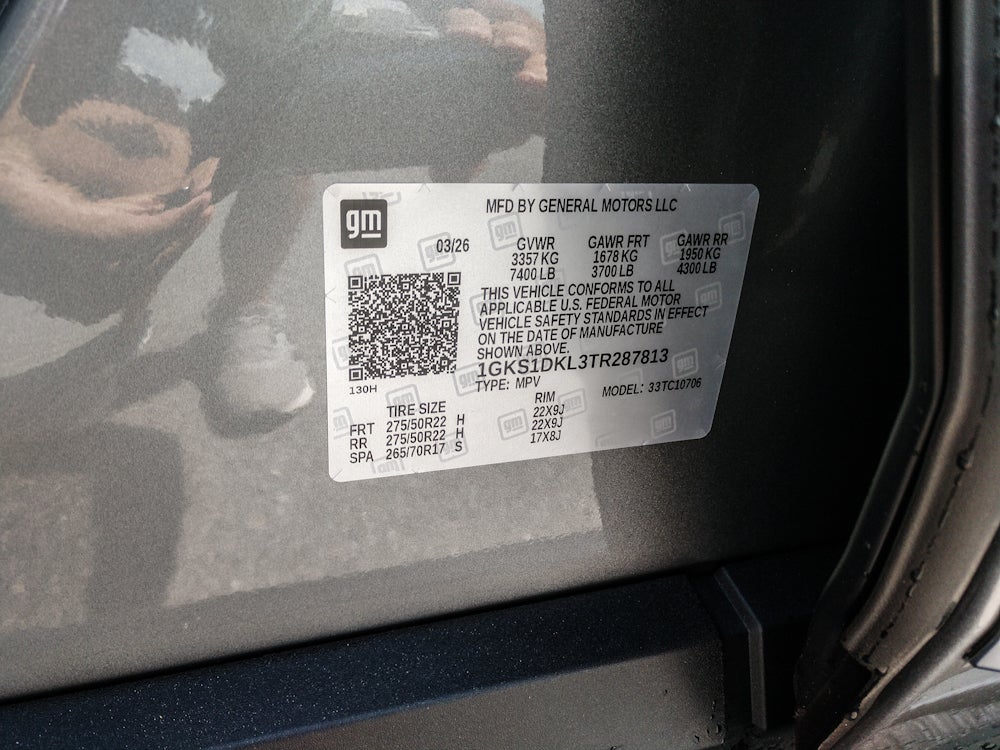 gm
MFD BY GENERAL MOTORS LLC
03/26 GVWR GAWR FRT GAWR RR
3357 KG 1678 KG 1950 KG
7400 LB 3700 LB 4300 LB
THIS VEHICLE CONFORMS TO ALL
APPLICABLE U.S. FEDERAL MOTOR
VEHICLE SAFETY STANDARDS IN EFFECT
ON THE DATE OF MANUFACTURE
SHOWN ABOVE.
1GKS1DKL3TR287813
130H
TYPE: MPV MODEL: 33TC10706
TIRE SIZE RIM
FRT 275/50R22 H 22X9J
RR 275/50R22 H 22X9J
SPA 265/70R17 S 17X8J